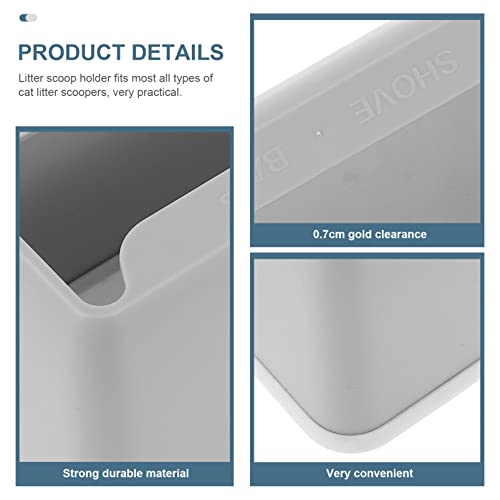 PRODUCT DETAILS
Litter scoop holder fits most all types of
cat litter scoopers, very practical.
SHOVE
BA
0.7cm gold clearance
Strong durable material
Very convenient